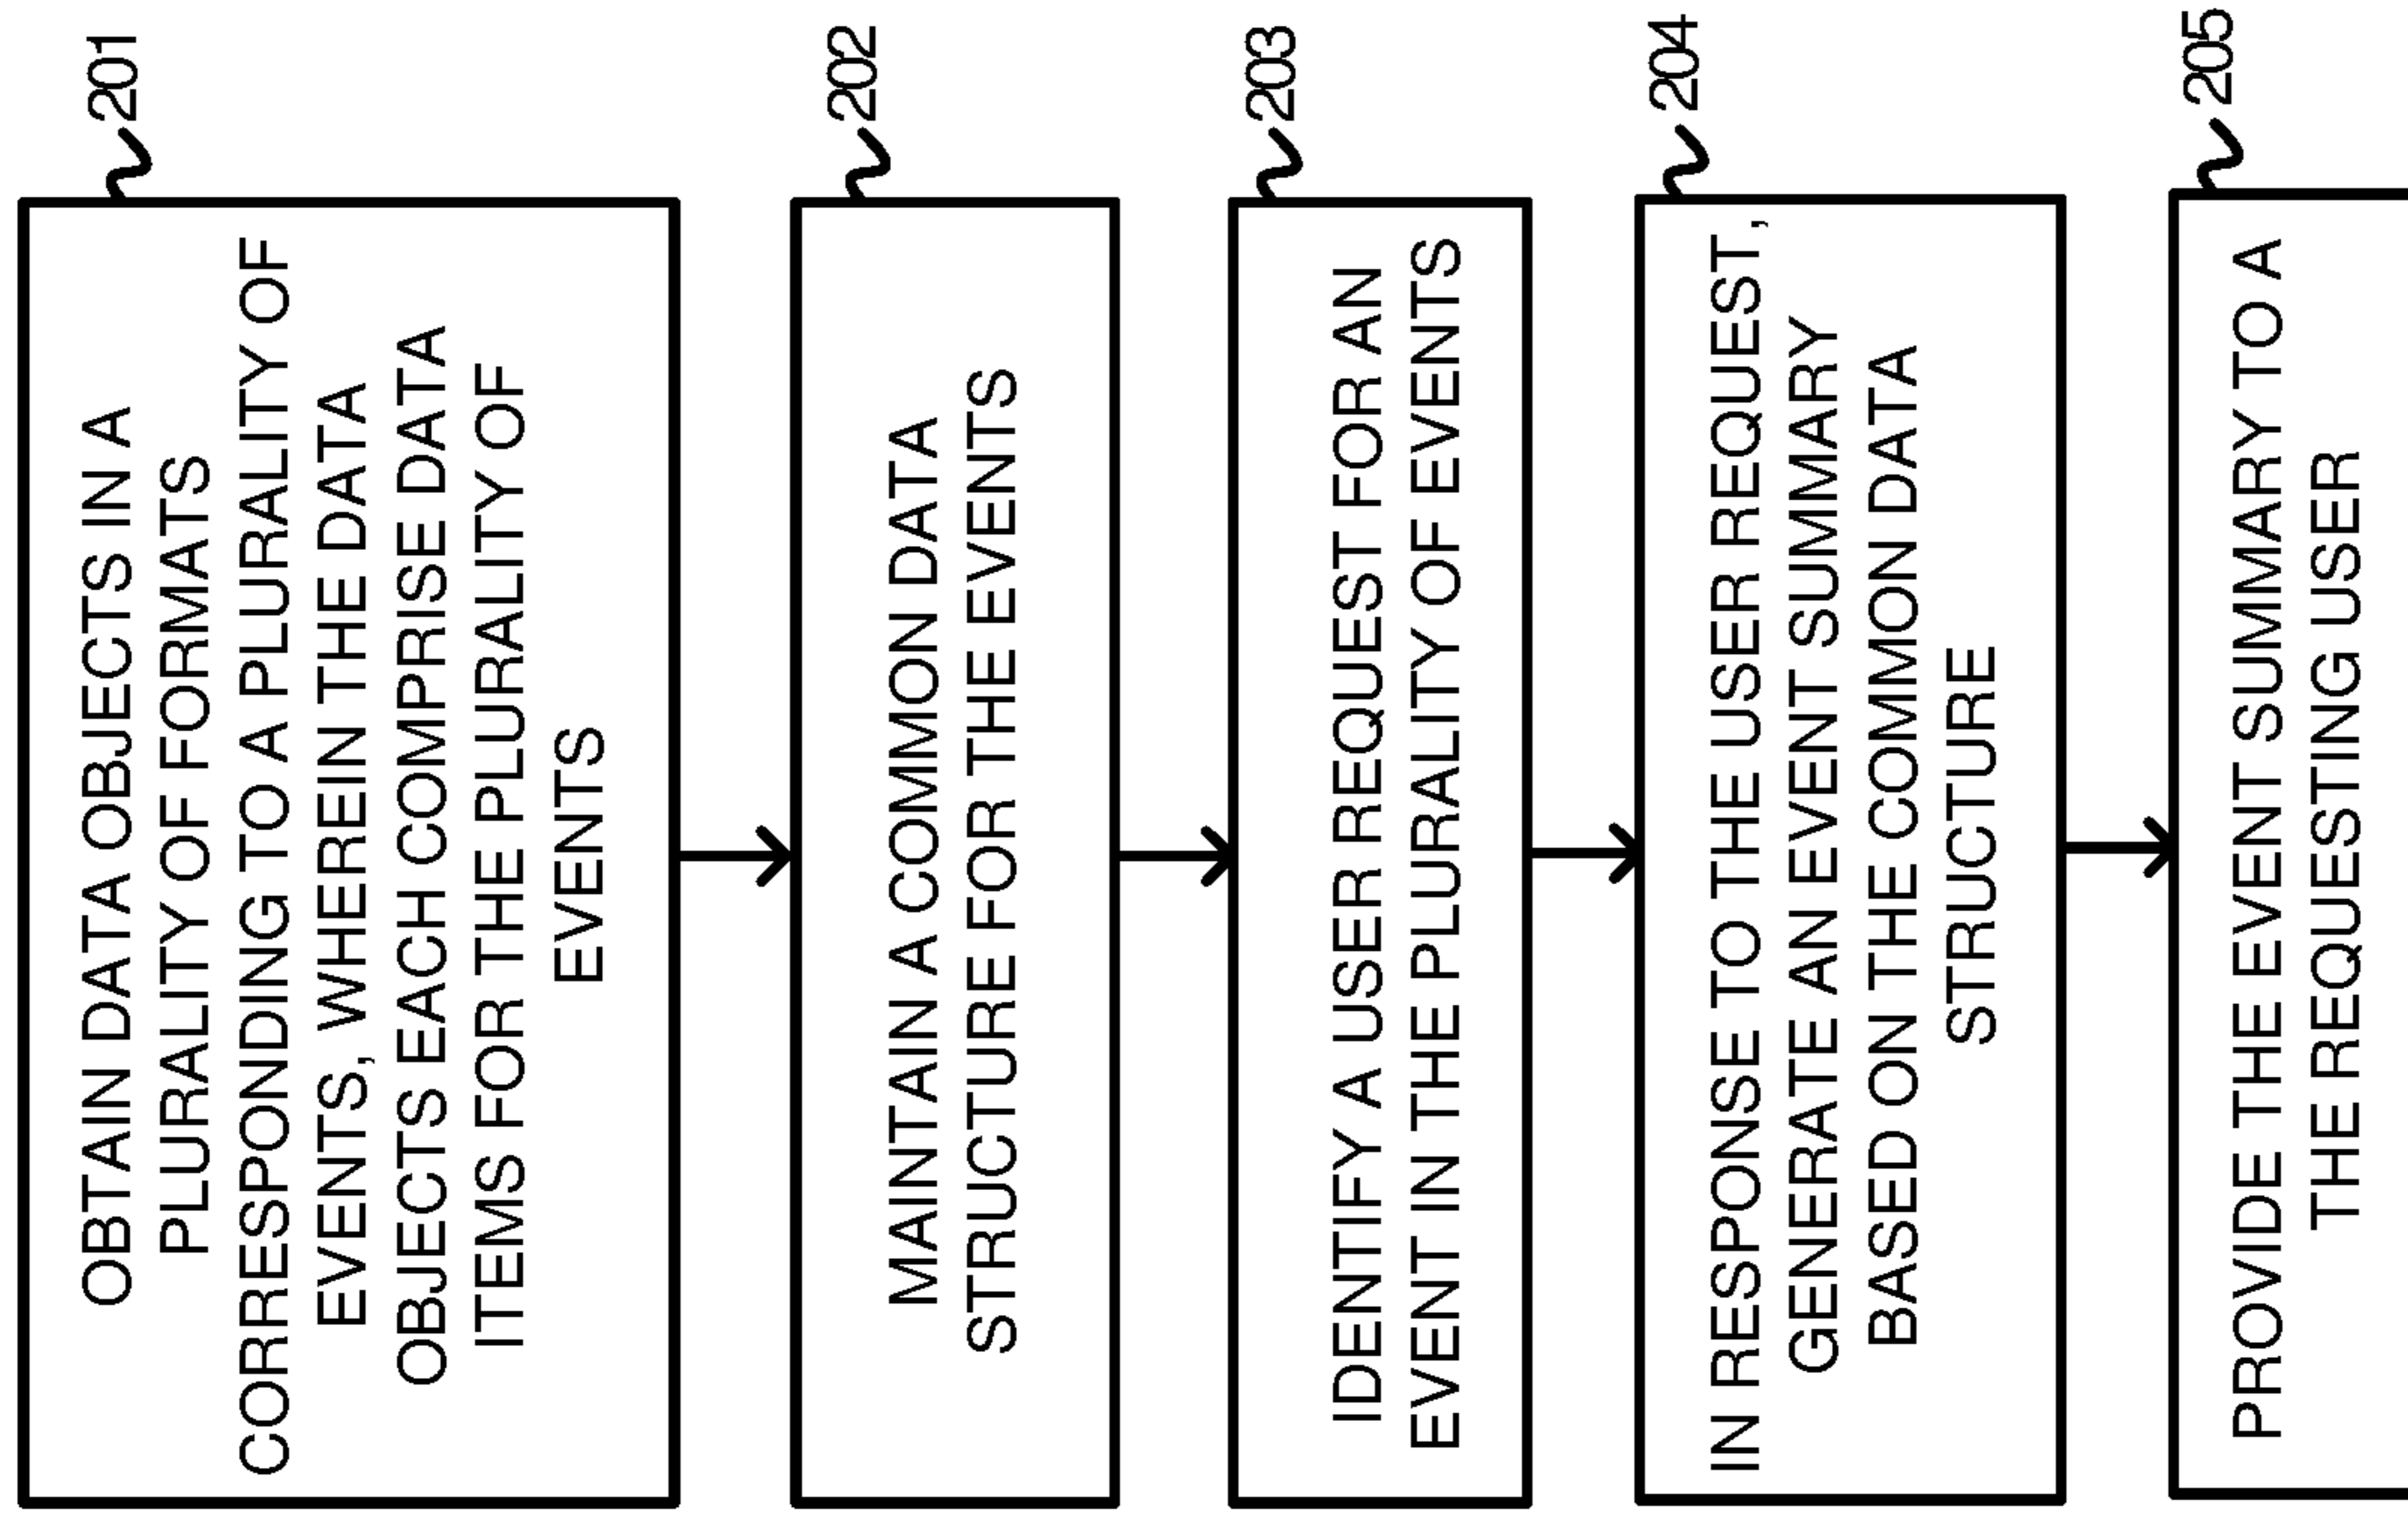 201
OBTAIN DATA OBJECTS IN A
PLURALITY OF FORMATS
CORRESPONDING TO A PLURALITY OF
EVENTS, WHEREIN THE DATA
OBJECTS EACH COMPRISE DATA
ITEMS FOR THE PLURALITY OF
EVENTS
202
MAINTAIN A COMMON DATA
STRUCTURE FOR THE EVENTS
203
IDENTIFY A USER REQUEST FOR AN
EVENT IN THE PLURALITY OF EVENTS
204
IN RESPONSE TO THE USER REQUEST,
GENERATE AN EVENT SUMMARY
BASED ON THE COMMON DATA
STRUCTURE
205
PROVIDE THE EVENT SUMMARY TO A
THE REQUESTING USER